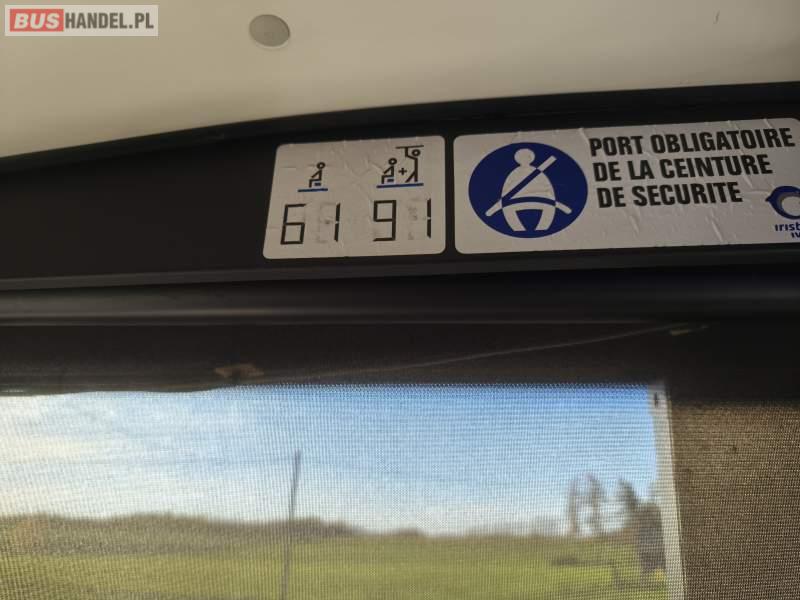 BUSHANDEL.PL
+
61 91
PORT OBLIGATOIRE
DE LA CEINTURE
DE SECURITE